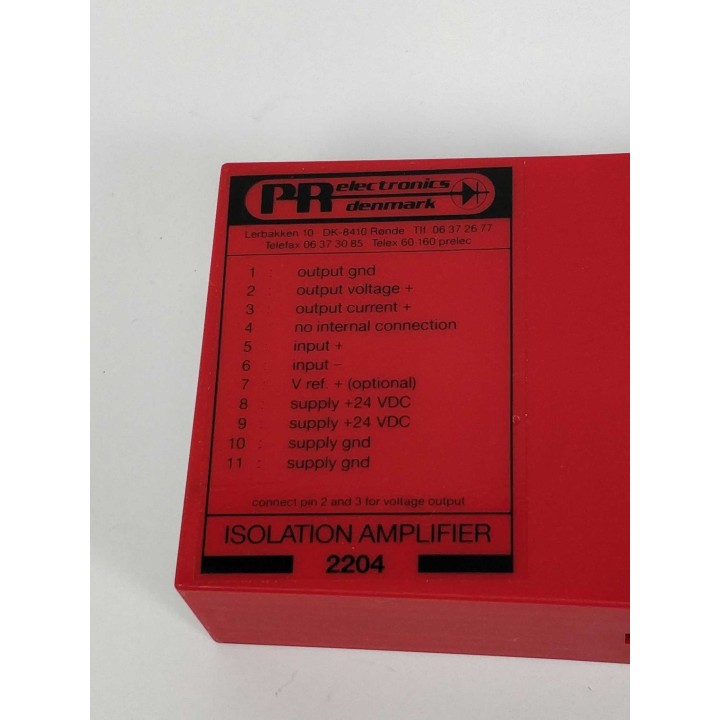 PR electronics
denmark
Lerbakken 10 · DK-8410 Rønde Tlf. 06 37 26 77
Telefax 06 37 30 85 Telex 60 160 prelec
1 : output gnd
2 : output voltage +
3 : output current +
4 : no internal connection
5 : input +
6 : input –
7 : V ref. + (optional)
8 : supply +24 VDC
9 : supply +24 VDC
10 : supply gnd
11 : supply gnd
connect pin 2 and 3 for voltage output
ISOLATION AMPLIFIER
2204